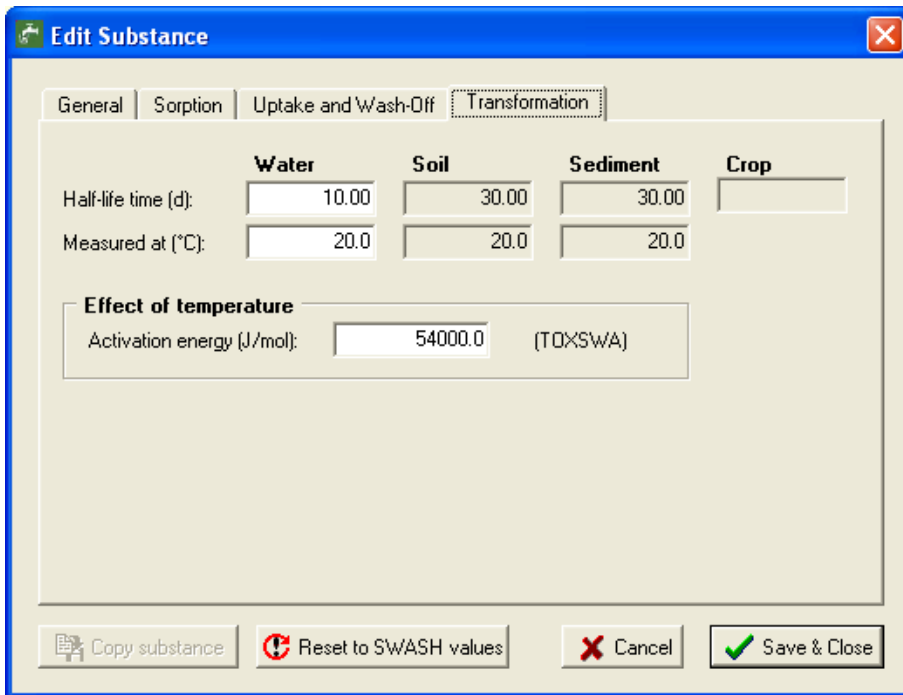 Edit Substance
General Sorption Uptake and Wash-Off Transformation
Water Soil Sediment Crop
Half-life time (d): 10.00 30.00 30.00
Measured at (°C): 20.0 20.0 20.0
Effect of temperature
Activation energy (J/mol): 54000.0 (TOXSWA)
Copy substance Reset to SWASH values Cancel Save & Close